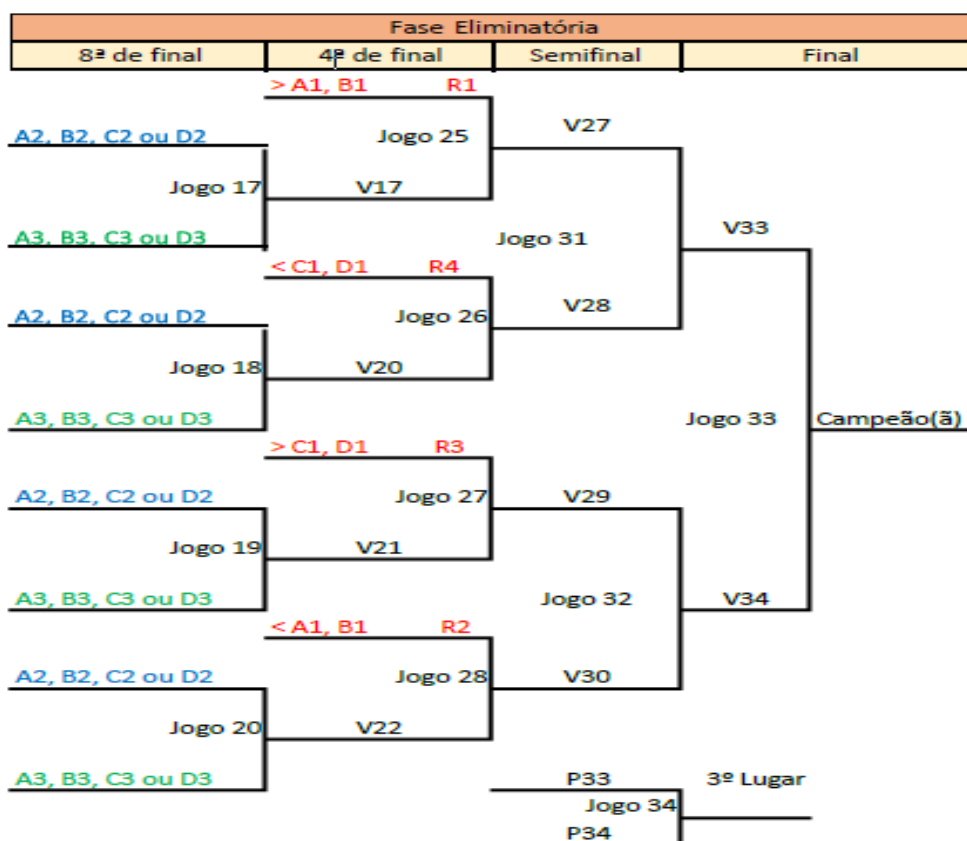 Fase Eliminatória
8ª de final 4ª de final Semifinal Final
> A1, B1 R1
V27
A2, B2, C2 ou D2
Jogo 25
Jogo 17
V17
V33
A3, B3, C3 ou D3
Jogo 31
< C1, D1 R4
A2, B2, C2 ou D2
Jogo 26
V28
Jogo 18
V20
A3, B3, C3 ou D3
Jogo 33
Campeão(ã)
> C1, D1 R3
A2, B2, C2 ou D2
Jogo 27
V29
Jogo 19
V21
A3, B3, C3 ou D3
Jogo 32
V34
< A1, B1 R2
A2, B2, C2 ou D2
Jogo 28
V30
Jogo 20
V22
A3, B3, C3 ou D3
P33
3º Lugar
Jogo 34
P34